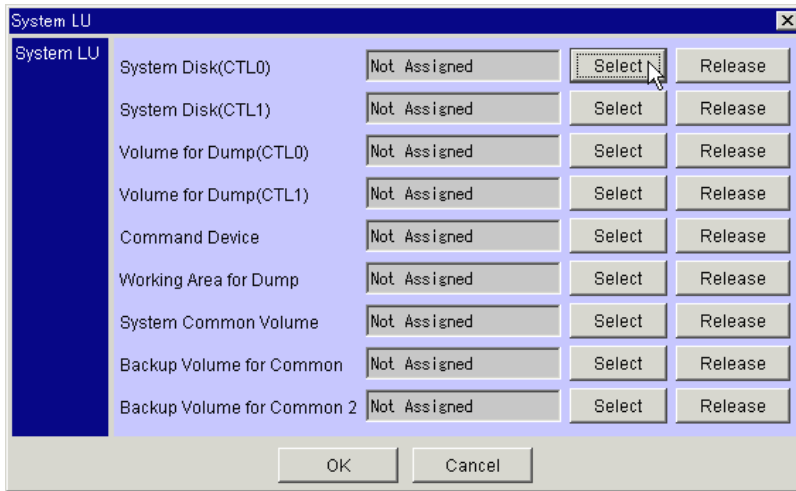 System LU
System LU
System Disk(CTL0) Not Assigned Select Release
System Disk(CTL1) Not Assigned Select Release
Volume for Dump(CTL0) Not Assigned Select Release
Volume for Dump(CTL1) Not Assigned Select Release
Command Device Not Assigned Select Release
Working Area for Dump Not Assigned Select Release
System Common Volume Not Assigned Select Release
Backup Volume for Common Not Assigned Select Release
Backup Volume for Common 2 Not Assigned Select Release
OK Cancel